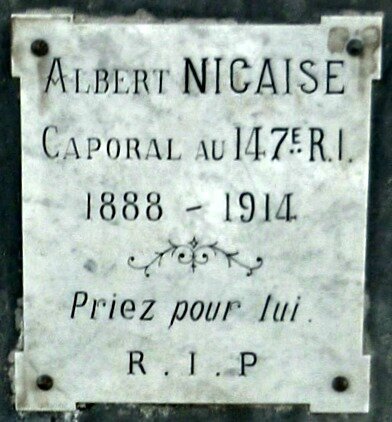 ALBERT NICAISE
CAPORAL AU 147E R.I.
1888 - 1914
Priez pour lui.
R.I.P